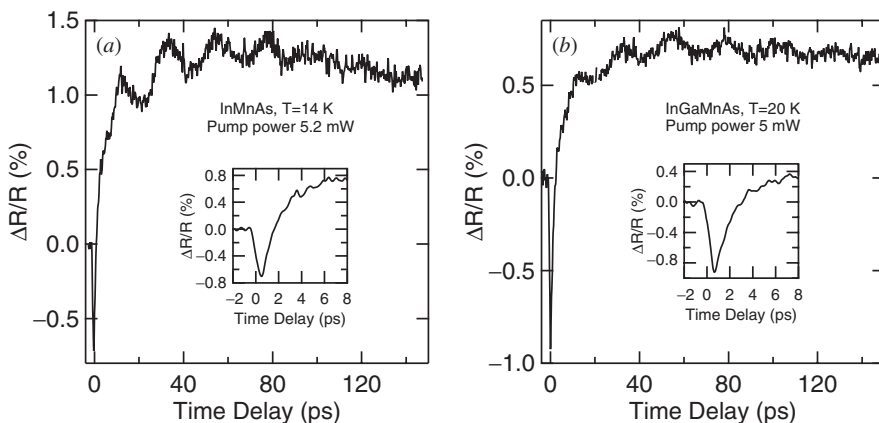 (a)
InMnAs, T=14 K
Pump power 5.2 mW
ΔR/R (%)
1.5
1.0
0.5
0.0
−0.5
0 40 80 120
Time Delay (ps)
ΔR/R (%)
0.8
0.4
0.0
−0.4
−0.8
−2 0 2 4 6 8
Time Delay (ps)
(b)
InGaMnAs, T=20 K
Pump power 5 mW
ΔR/R (%)
0.5
0.0
−0.5
−1.0
0 40 80 120
Time Delay (ps)
ΔR/R (%)
0.4
0.0
−0.4
−0.8
−2 0 2 4 6 8
Time Delay (ps)